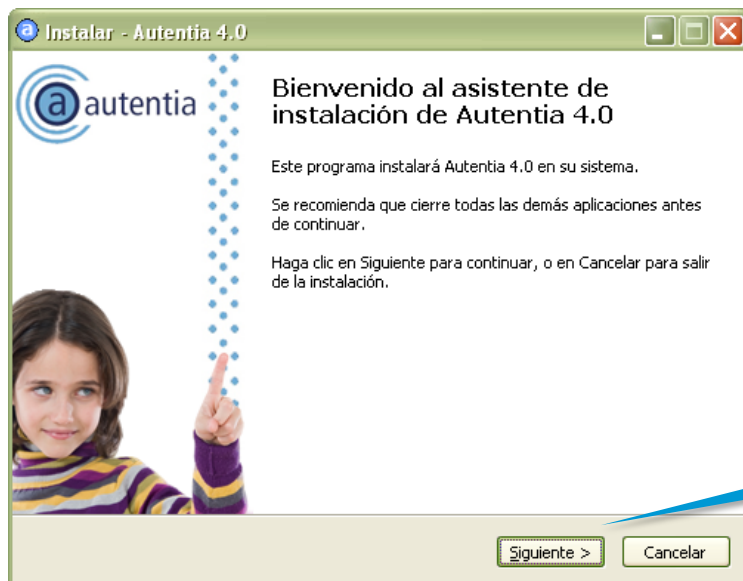 Instalar - Autentia 4.0
a autentia
Bienvenido al asistente de
instalación de Autentia 4.0
Este programa instalará Autentia 4.0 en su sistema.
Se recomienda que cierre todas las demás aplicaciones antes
de continuar.
Haga clic en Siguiente para continuar, o en Cancelar para salir
de la instalación.
Siguiente >
Cancelar